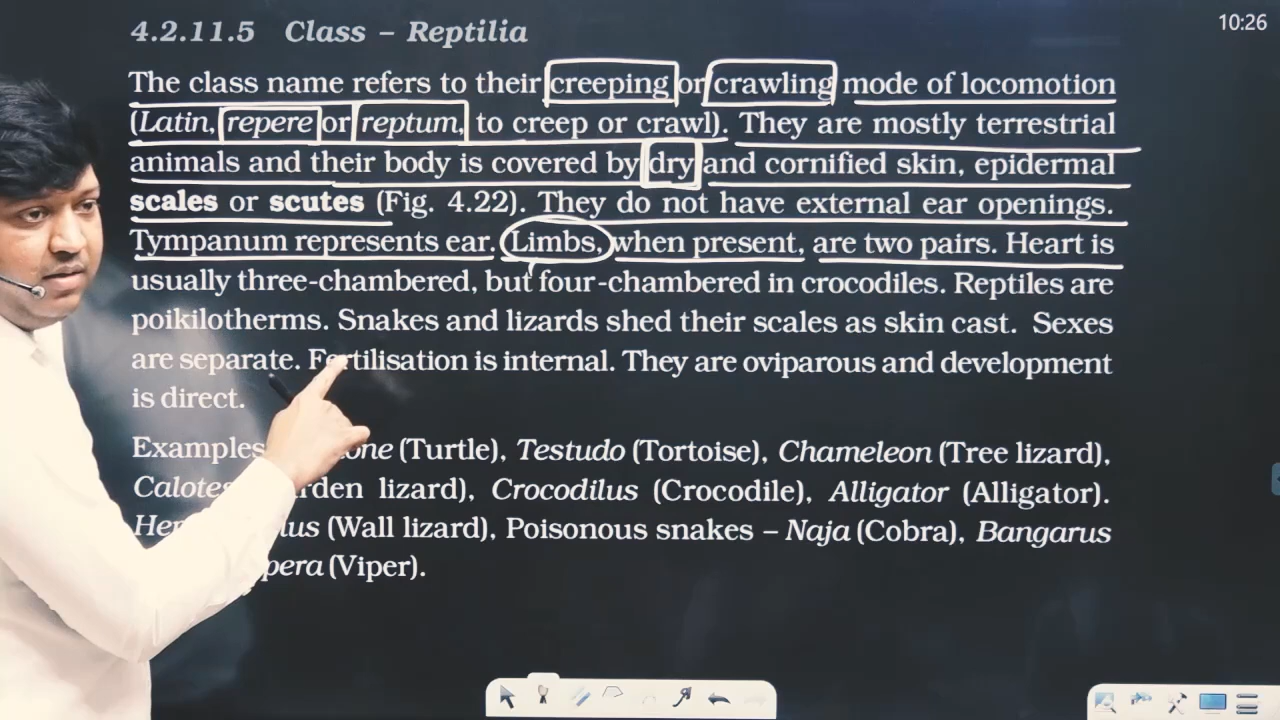 10:26
4.2.11.5 Class – Reptilia
The class name refers to their creeping or crawling mode of locomotion
(Latin, repere or reptum, to creep or crawl). They are mostly terrestrial
animals and their body is covered by dry and cornified skin, epidermal
scales or scutes (Fig. 4.22). They do not have external ear openings.
Tympanum represents ear. Limbs, when present, are two pairs. Heart is
usually three-chambered, but four-chambered in crocodiles. Reptiles are
poikilotherms. Snakes and lizards shed their scales as skin cast. Sexes
are separate. Fertilisation is internal. They are oviparous and development
is direct.
Examples (Turtle), Testudo (Tortoise), Chameleon (Tree lizard),
Calotes lizard), Crocodilus (Crocodile), Alligator (Alligator).
(Wall lizard), Poisonous snakes – Naja (Cobra), Bangarus
(Viper).